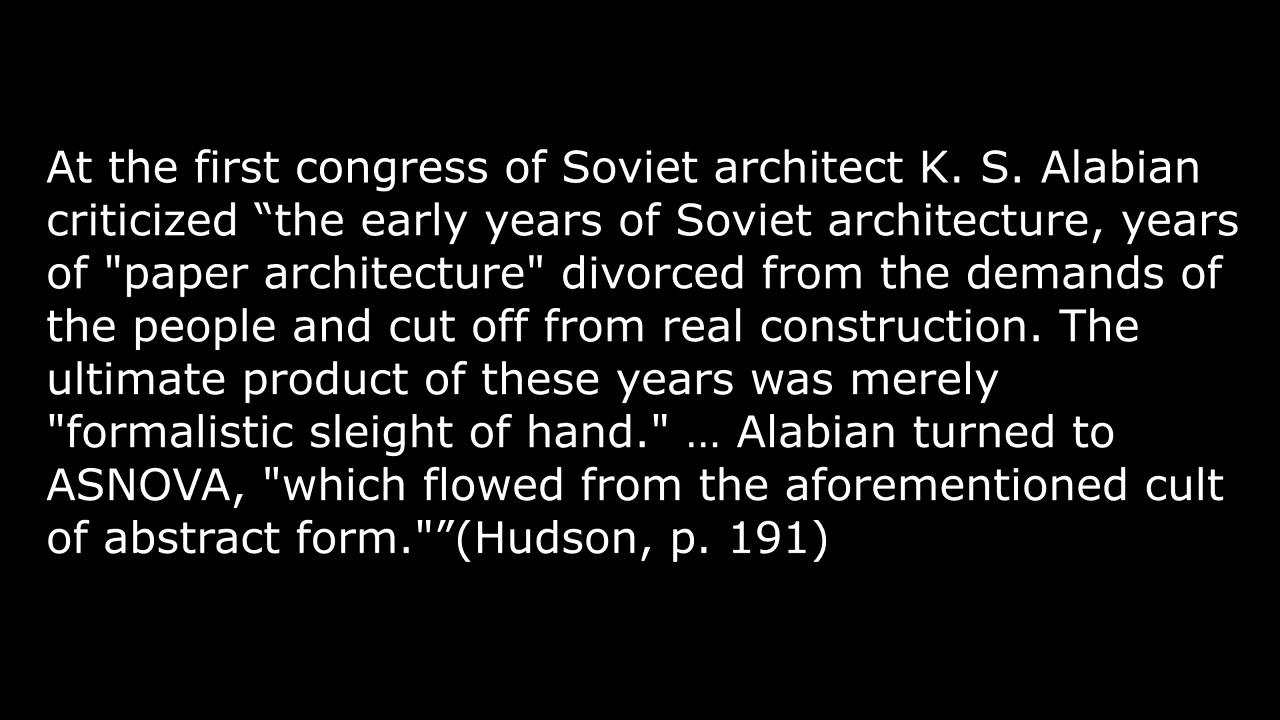 At the first congress of Soviet architect K. S. Alabian
criticized “the early years of Soviet architecture, years
of "paper architecture" divorced from the demands of
the people and cut off from real construction. The
ultimate product of these years was merely
"formalistic sleight of hand." … Alabian turned to
ASNOVA, "which flowed from the aforementioned cult
of abstract form."”(Hudson, p. 191)